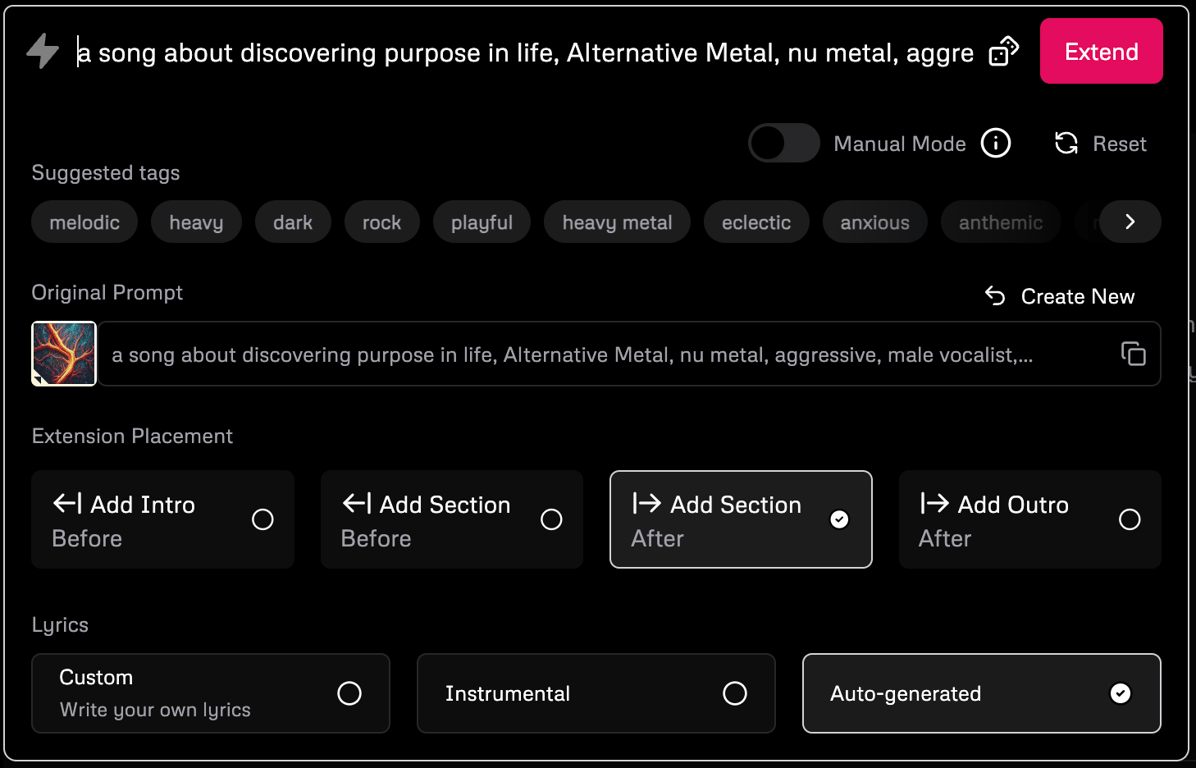 a song about discovering purpose in life, Alternative Metal, nu metal, aggre
Extend
Manual Mode
Reset
Suggested tags
melodic heavy dark rock playful heavy metal eclectic anxious anthemic
Original Prompt
Create New
a song about discovering purpose in life, Alternative Metal, nu metal, aggressive, male vocalist,...
Extension Placement
Add Intro
Before
Add Section
Before
Add Section
After
Add Outro
After
Lyrics
Custom
Write your own lyrics
Instrumental
Auto-generated